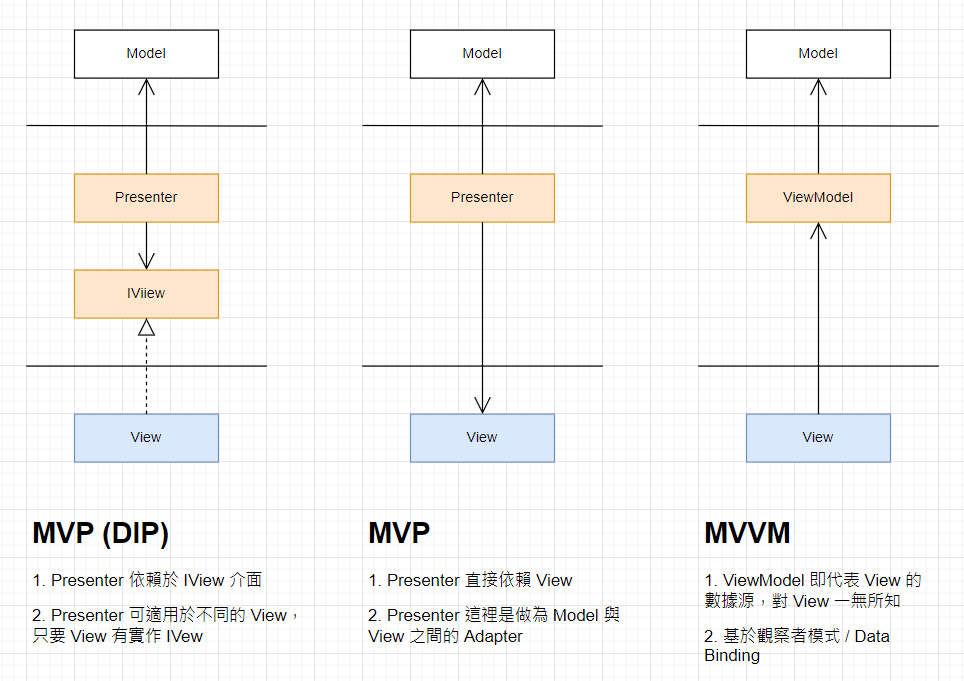 Model
Presenter
IViiew
View
MVP (DIP)
1. Presenter 依賴於 IView 介面
2. Presenter 可適用於不同的 View，
只要 View 有實作 IVew
Model
Presenter
View
MVP
1. Presenter 直接依賴 View
2. Presenter 這裡是做為 Model 與
View 之間的 Adapter
Model
ViewModel
View
MVVM
1. ViewModel 即代表 View 的
數據源，對 View 一無所知
2. 基於觀察者模式 / Data
Binding